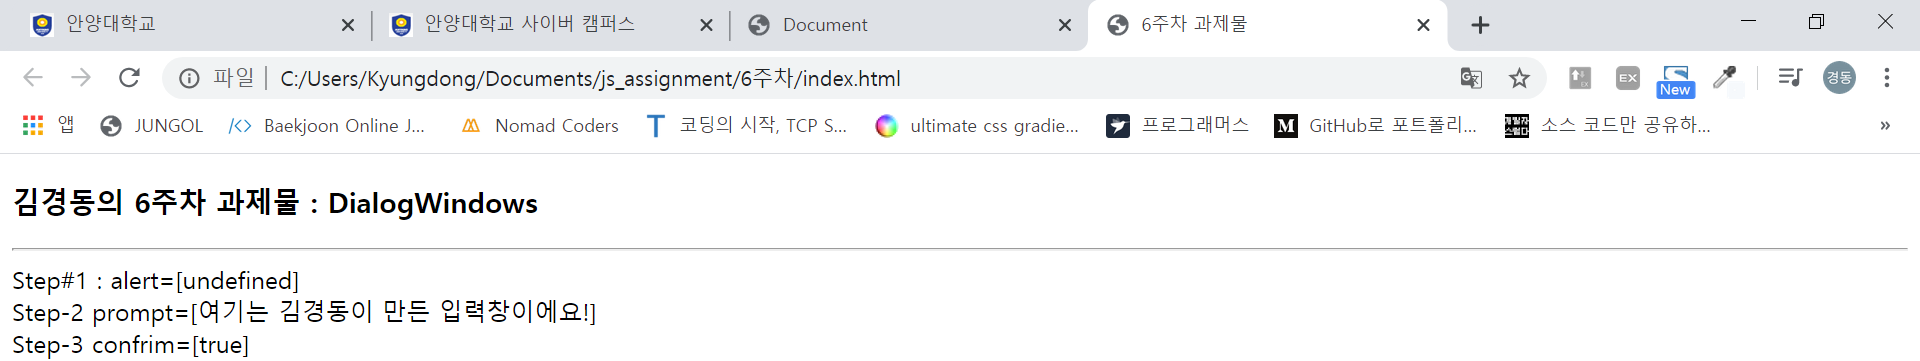 안양대학교
안양대학교 사이버 캠퍼스
Document
6주차 과제물
파일 C:/Users/Kyungdong/Documents/js_assignment/6주차/index.html
EX
New
경동
앱
JUNGOL
Baekjoon Online J...
Nomad Coders
코딩의 시작, TCP S...
ultimate css gradie...
프로그래머스
GitHub로 포트폴리...
소스 코드만 공유하...
김경동의 6주차 과제물 : DialogWindows
Step#1 : alert=[undefined]
Step-2 prompt=[여기는 김경동이 만든 입력창이에요!]
Step-3 confrim=[true]